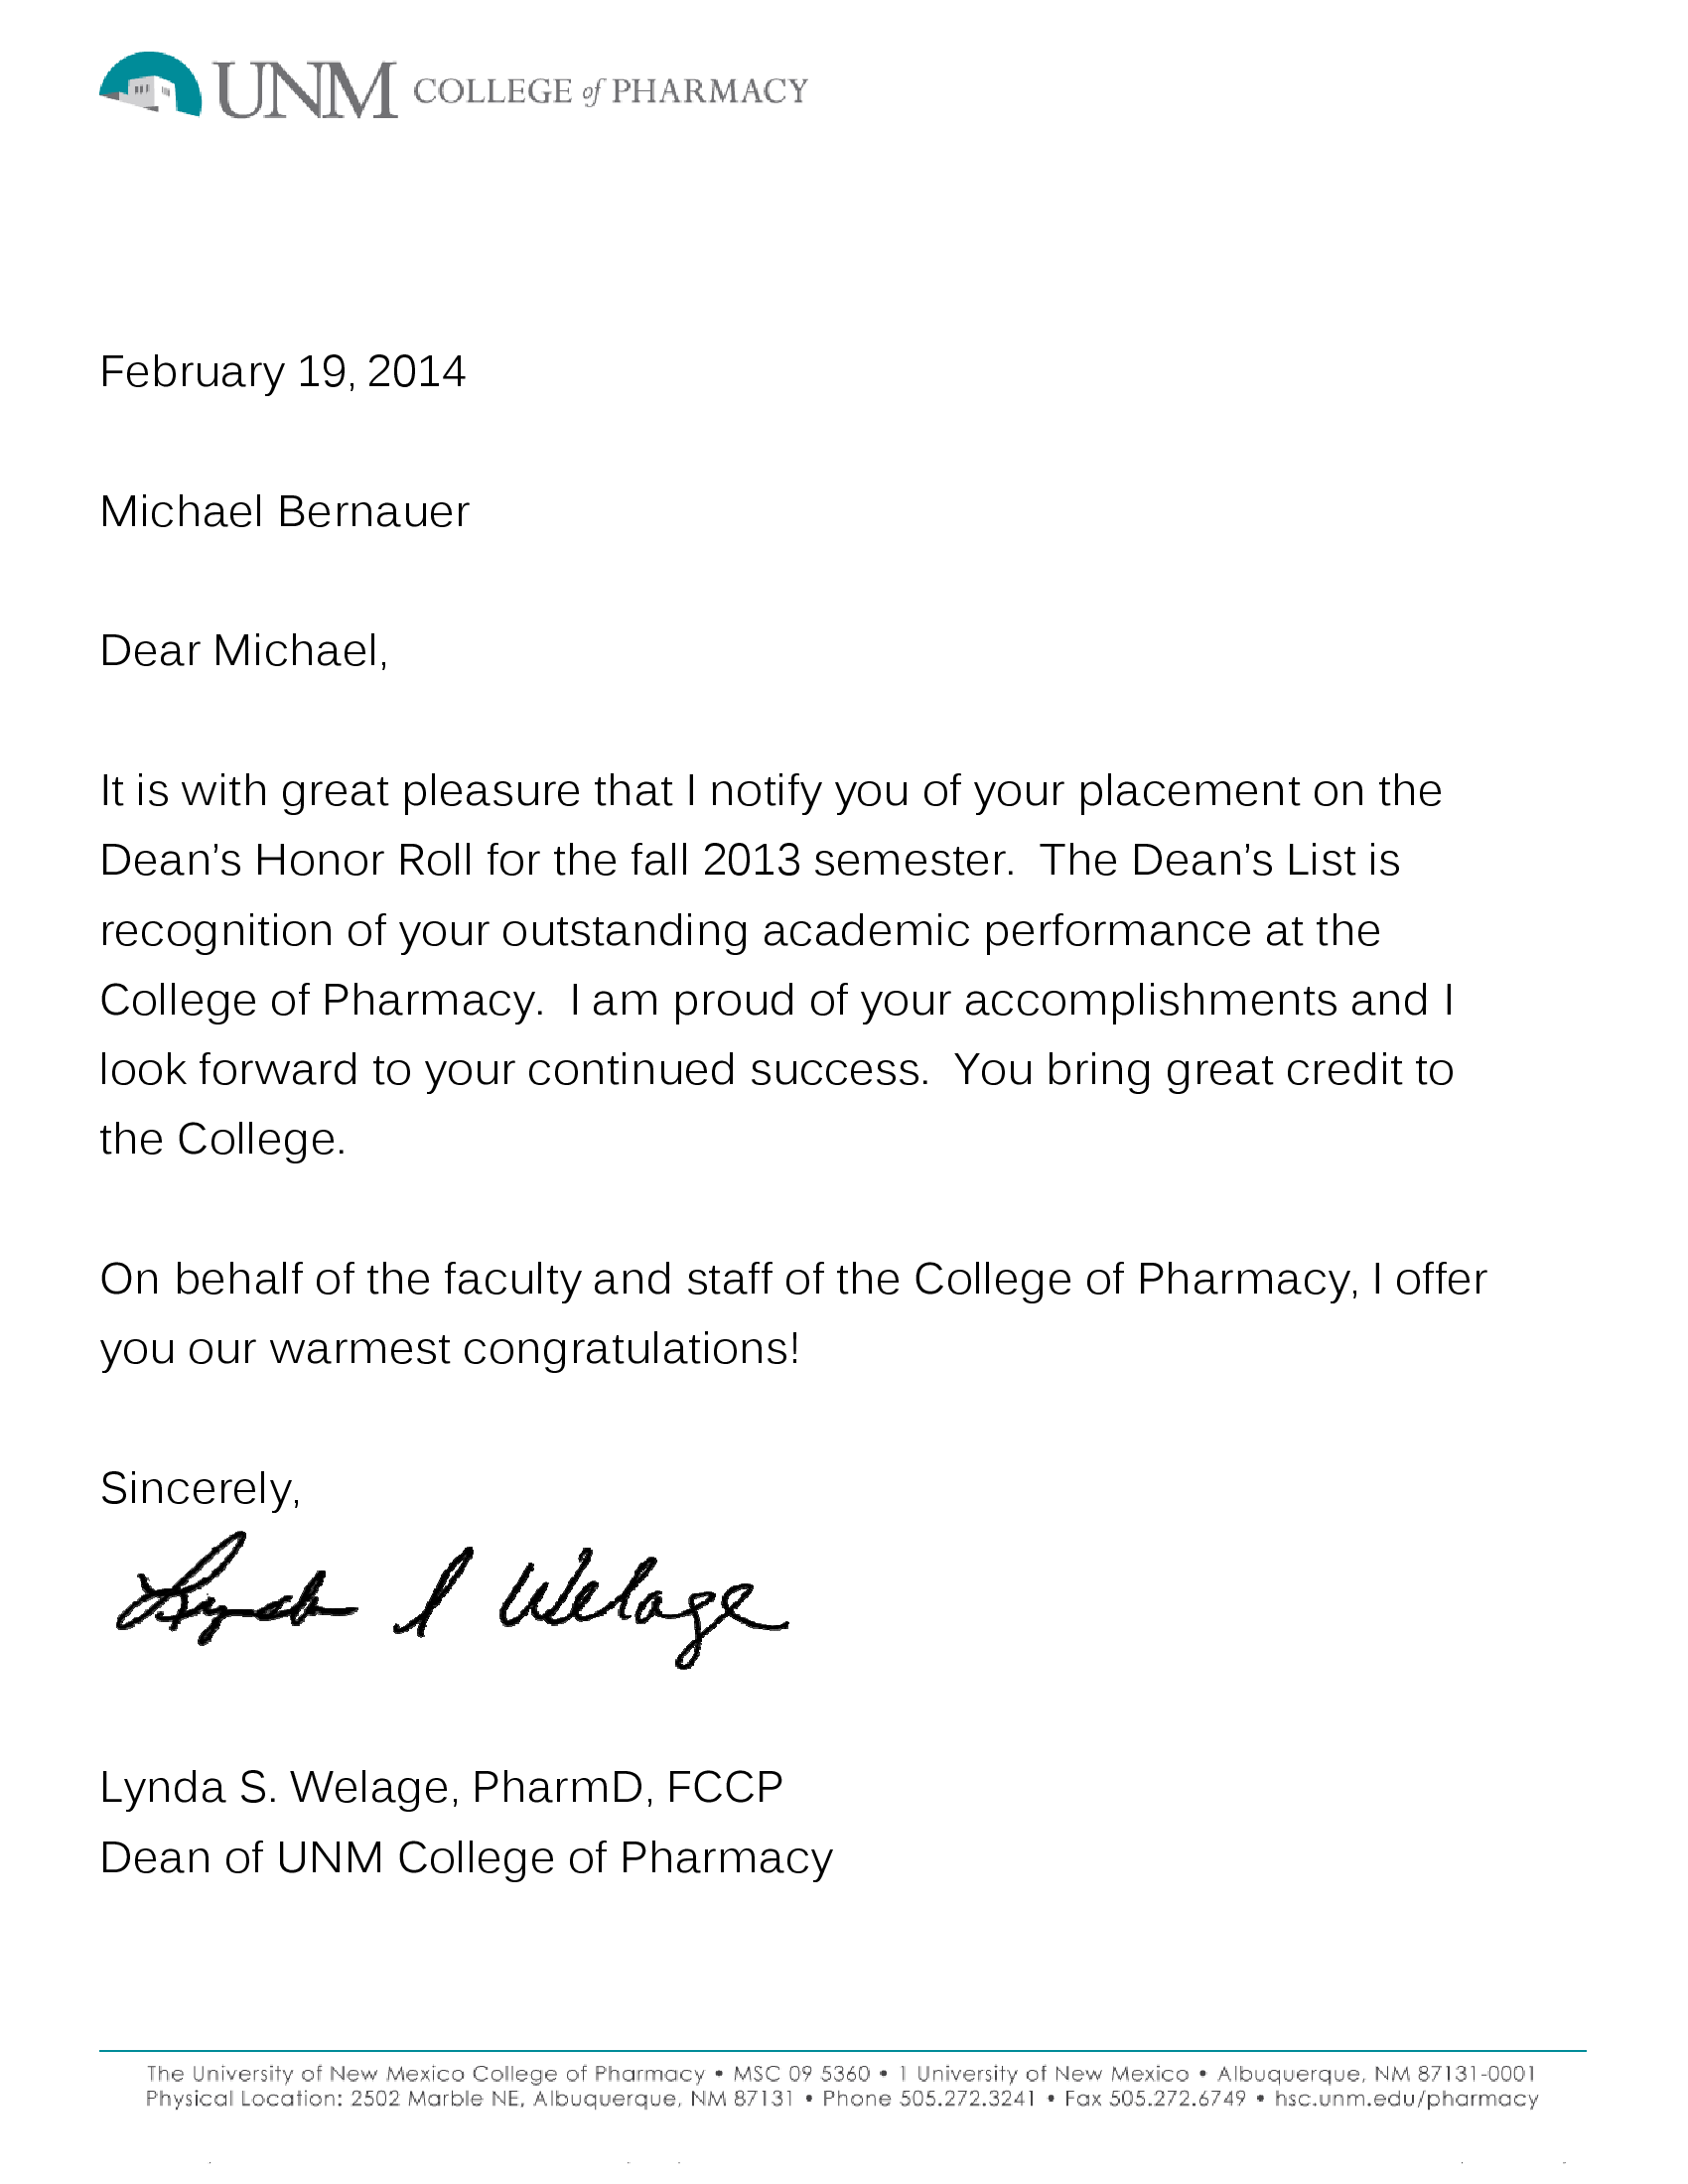 UNM COLLEGE of PHARMACY
February 19, 2014
Michael Bernauer
Dear Michael,
It is with great pleasure that I notify you of your placement on the
Dean’s Honor Roll for the fall 2013 semester.  The Dean’s List is
recognition of your outstanding academic performance at the
College of Pharmacy.  I am proud of your accomplishments and I
look forward to your continued success.  You bring great credit to
the College.
On behalf of the faculty and staff of the College of Pharmacy, I offer
you our warmest congratulations!
Sincerely,
Lynda S Welage
Lynda S. Welage, PharmD, FCCP
Dean of UNM College of Pharmacy
The University of New Mexico College of Pharmacy • MSC 09 5360 • 1 University of New Mexico • Albuquerque, NM 87131-0001
Physical Location: 2502 Marble NE, Albuquerque, NM 87131 • Phone 505.272.3241 • Fax 505.272.6749 • hsc.unm.edu/pharmacy